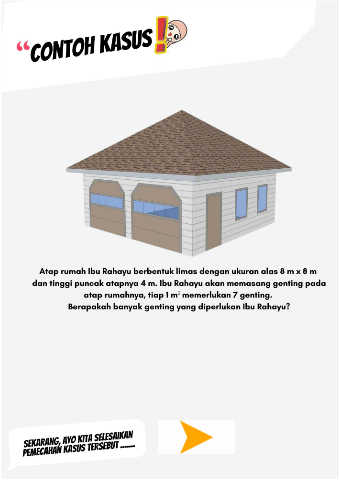 “CONTOH KASUS!
Atap rumah Ibu Rahayu berbentuk limas dengan ukuran alas 8 m x 8 m
dan tinggi puncak atapnya 4 m. Ibu Rahayu akan memasang genting pada
atap rumahnya, tiap 1 m² memerlukan 7 genting.
Berapakah banyak genting yang diperlukan Ibu Rahayu?
SEKARANG, AYO KITA SELESAIKAN
PEMECAHAN KASUS TERSEBUT .......